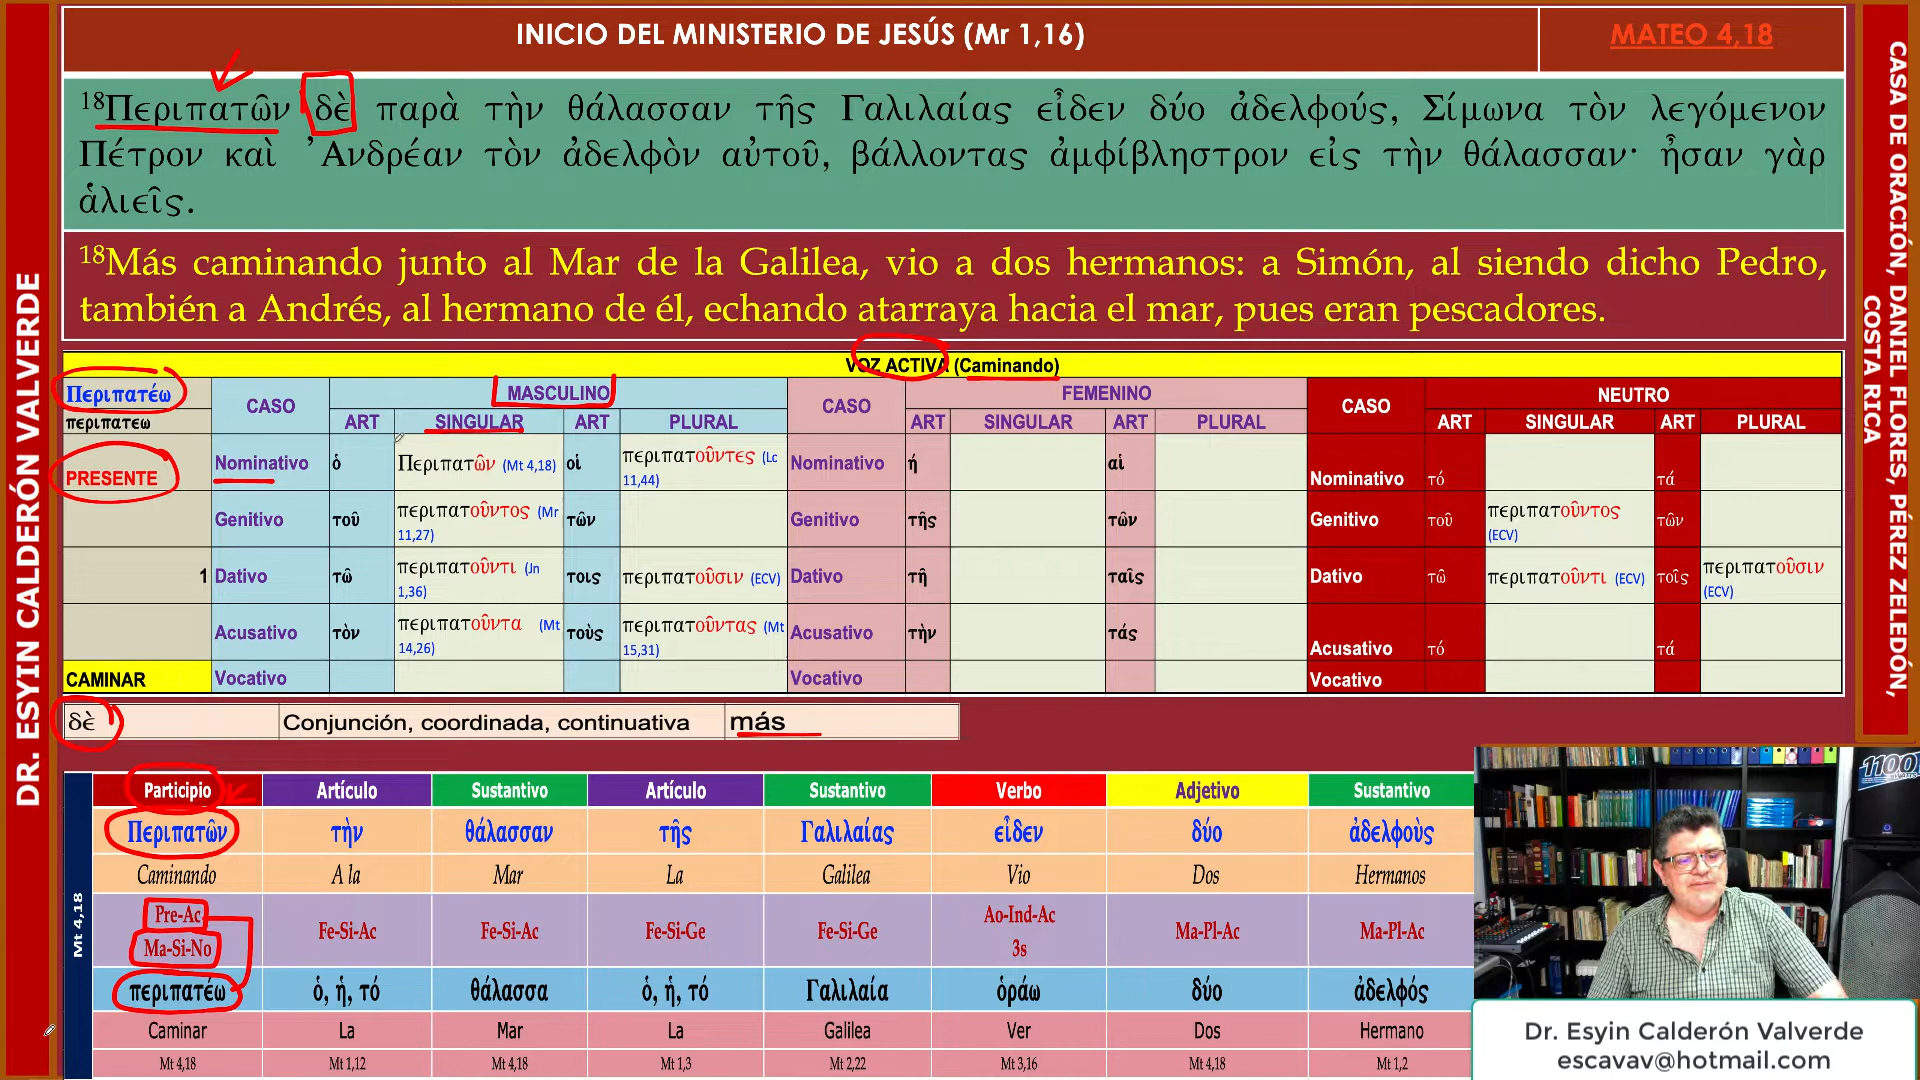 INICIO DEL MINISTERIO DE JESÚS (Mr 1,16)
MATEO 4,18
¹⁸Περιπατῶν δὲ παρὰ τὴν θάλασσαν τῆς Γαλιλαίας εἶδεν δύο ἀδελφούς, Σίμωνα τὸν λεγόμενον
Πέτρον καὶ Ἀνδρέαν τὸν ἀδελφὸν αὐτοῦ, βάλλοντας ἀμφίβληστρον εἰς τὴν θάλασσαν· ἦσαν γὰρ
ἁλιεῖς.
¹⁸Más caminando junto al Mar de la Galilea, vio a dos hermanos: a Simón, al siendo dicho Pedro,
también a Andrés, al hermano de él, echando atarraya hacia el mar, pues eran pescadores.
VOZ ACTIVA (Caminando)
Περιπατέω CASO MASCULINO CASO FEMENINO CASO NEUTRO
περιπατεω ART SINGULAR ART PLURAL ART SINGULAR ART PLURAL ART SINGULAR ART PLURAL
PRESENTE Nominativo ὁ Περιπατῶν (Mt 4,18) οἱ περιπατοῦντες (Lc 11,44) Nominativo ἡ αἱ Nominativo τό τά
Genitivo τοῦ περιπατοῦντος (Mr 11,27) τῶν Genitivo τῆς τῶν Genitivo τοῦ περιπατοῦντος (ECV) τῶν
1 Dativo τῶ περιπατοῦντι (Jn 1,36) τοις περιπατοῦσιν (ECV) Dativo τῆ ταῖς Dativo τῶ περιπατοῦντι (ECV) τοῖς περιπατοῦσιν (ECV)
Acusativo τὸν περιπατοῦντα (Mt 14,26) τοὺς περιπατοῦντας (Mt 15,31) Acusativo τὴν τάς Acusativo τό τά
CAMINAR Vocativo Vocativo Vocativo
δὲ Conjunción, coordinada, continuativa más
Mt 4,18
Participio Artículo Sustantivo Artículo Sustantivo Verbo Adjetivo Sustantivo
Περιπατῶν τὴν θάλασσαν τῆς Γαλιλαίας εἶδεν δύο ἀδελφοὺς
Caminando A la Mar La Galilea Vio Dos Hermanos
Pre-Ac Ma-Si-No Fe-Si-Ac Fe-Si-Ac Fe-Si-Ge Fe-Si-Ge Ao-Ind-Ac 3s Ma-Pl-Ac Ma-Pl-Ac
περιπατέω ὁ, ἡ, τό θάλασσα ὁ, ἡ, τό Γαλιλαία ὁράω δύο ἀδελφός
Caminar La Mar La Galilea Ver Dos Hermano
Mt 4,18 Mt 1,12 Mt 4,18 Mt 1,3 Mt 2,22 Mt 3,16 Mt 4,18 Mt 1,2
DR. ESYIN CALDERÓN VALVERDE
CASA DE ORACIÓN, DANIEL FLORES, PÉREZ ZELEDÓN,
COSTA RICA
1100
Dr. Esyin Calderón Valverde
escavav@hotmail.com